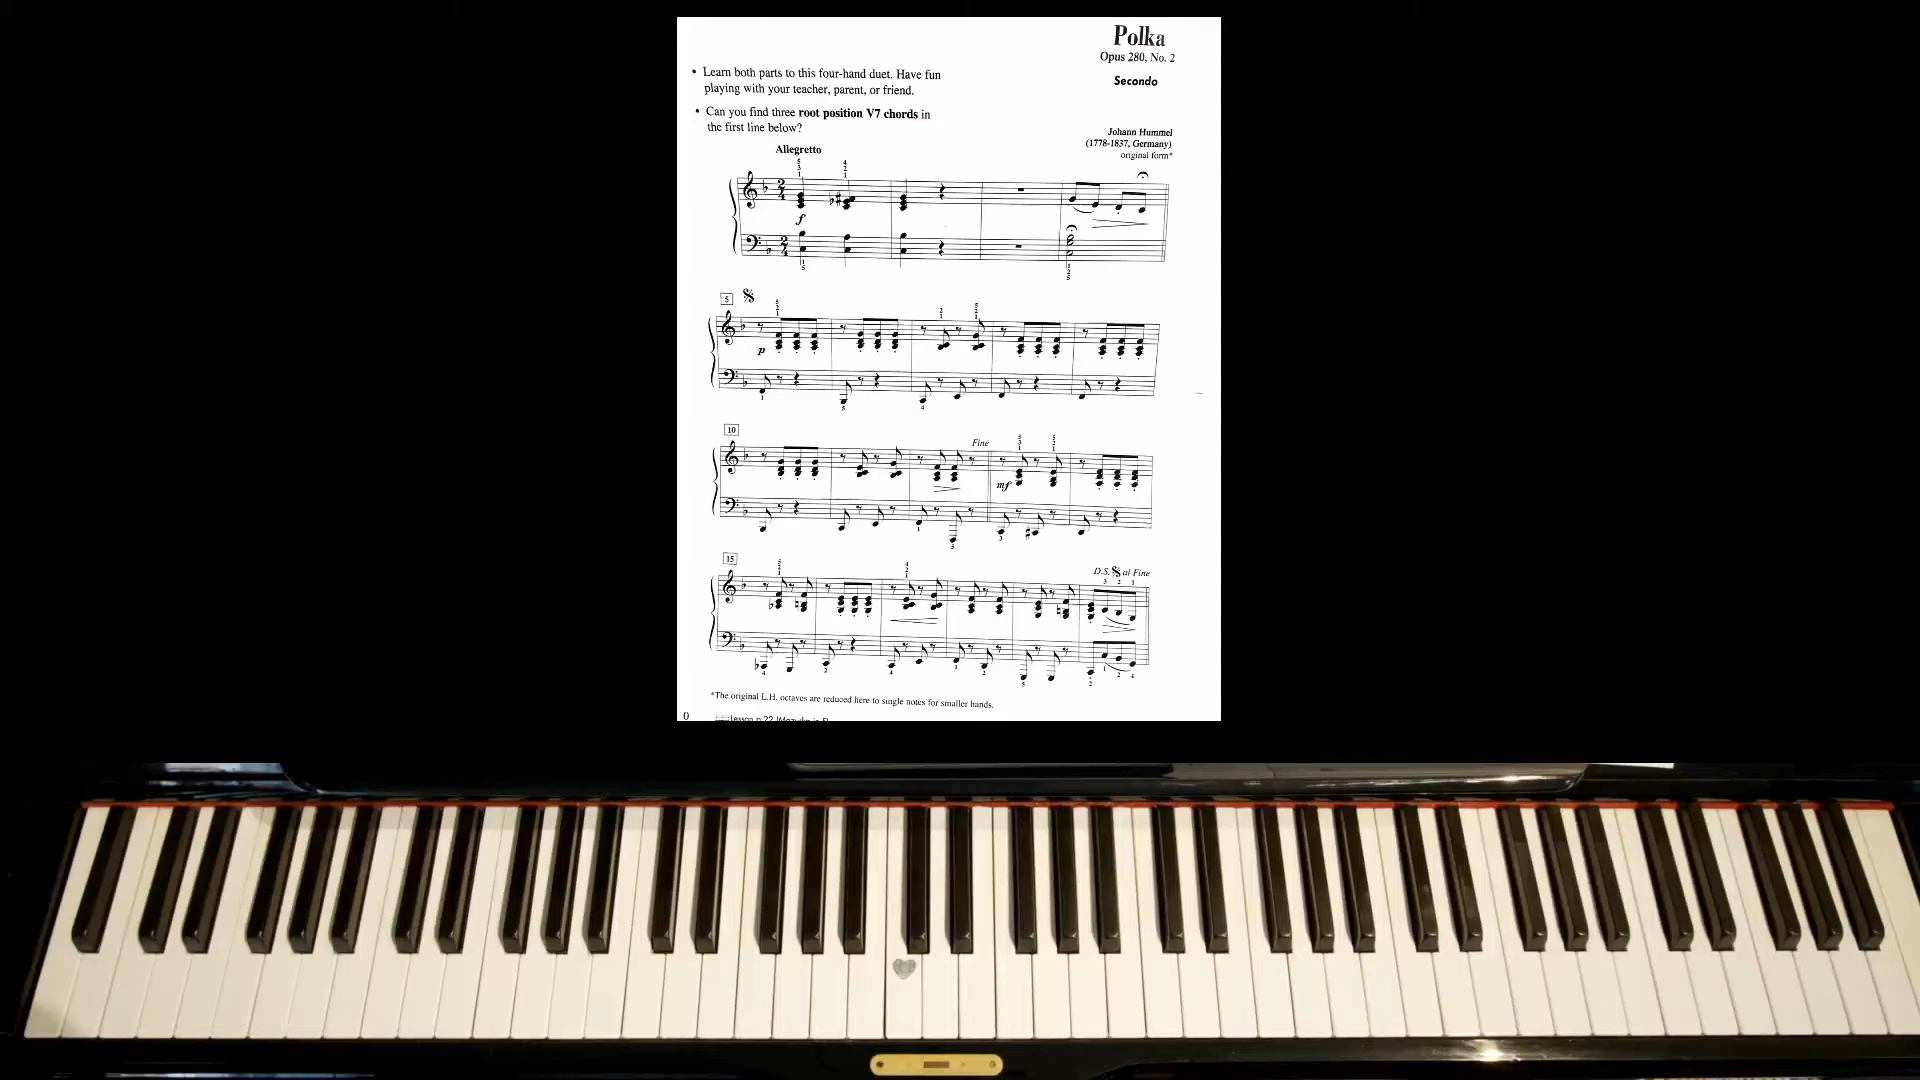 Polka
Opus 280, No. 2
Secondo
• Learn both parts to this four-hand duet. Have fun
playing with your teacher, parent, or friend.
• Can you find three root position V7 chords in
the first line below?
Johann Hummel
(1778-1837, Germany)
original form*
Allegretto
f
5
p
10
Fine
mf
15
D.S. al Fine
*The original L.H. octaves are reduced here to single notes for smaller hands.
0
Lesson p.22